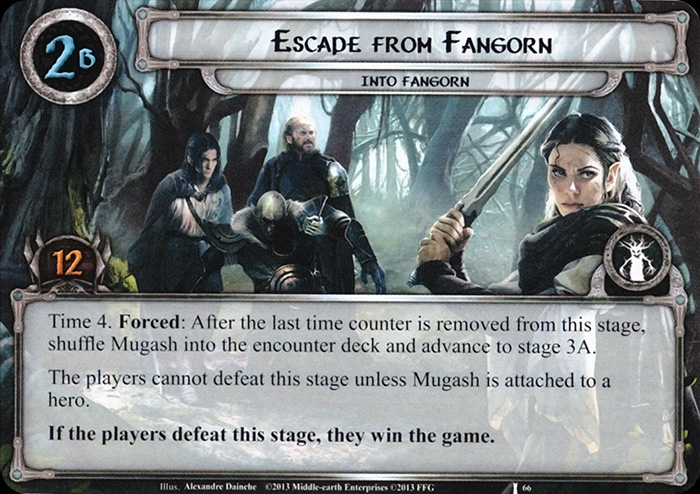 2B
ESCAPE FROM FANGORN
INTO FANGORN
12
Time 4. Forced: After the last time counter is removed from this stage,
shuffle Mugash into the encounter deck and advance to stage 3A.
The players cannot defeat this stage unless Mugash is attached to a
hero.
If the players defeat this stage, they win the game.
Illus. Alexandre Dainche ©2013 Middle-earth Enterprises ©2013 FFG 66